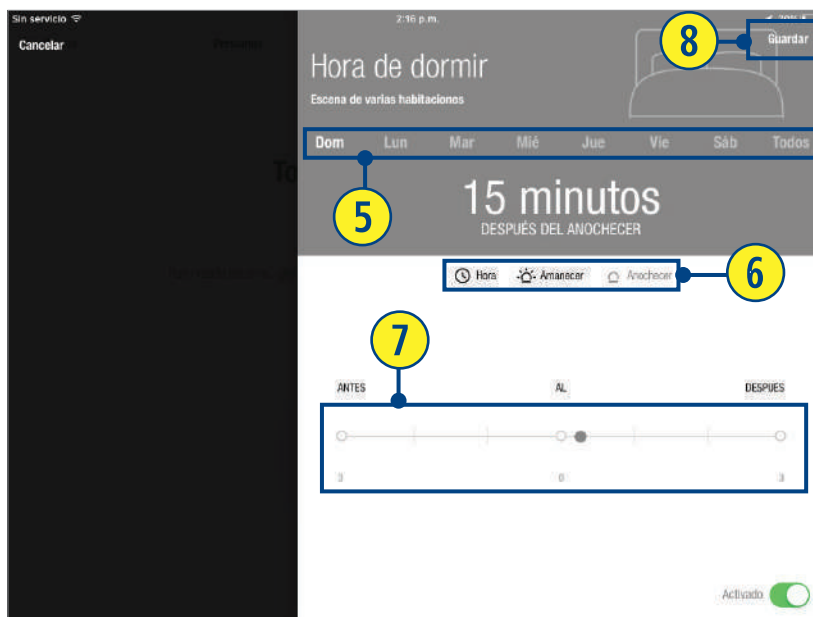 Sin servicio 2:16 p.m.
Cancelar
Guardar
8
Hora de dormir
Escena de varias habitaciones
Dom Lun Mar Mié Jue Vie Sáb Todos
5
15 minutos
DESPUÉS DEL ANOCHECER
Hora Amanecer Anochecer
6
7
ANTES AL DESPUES
3 0 3
Activado